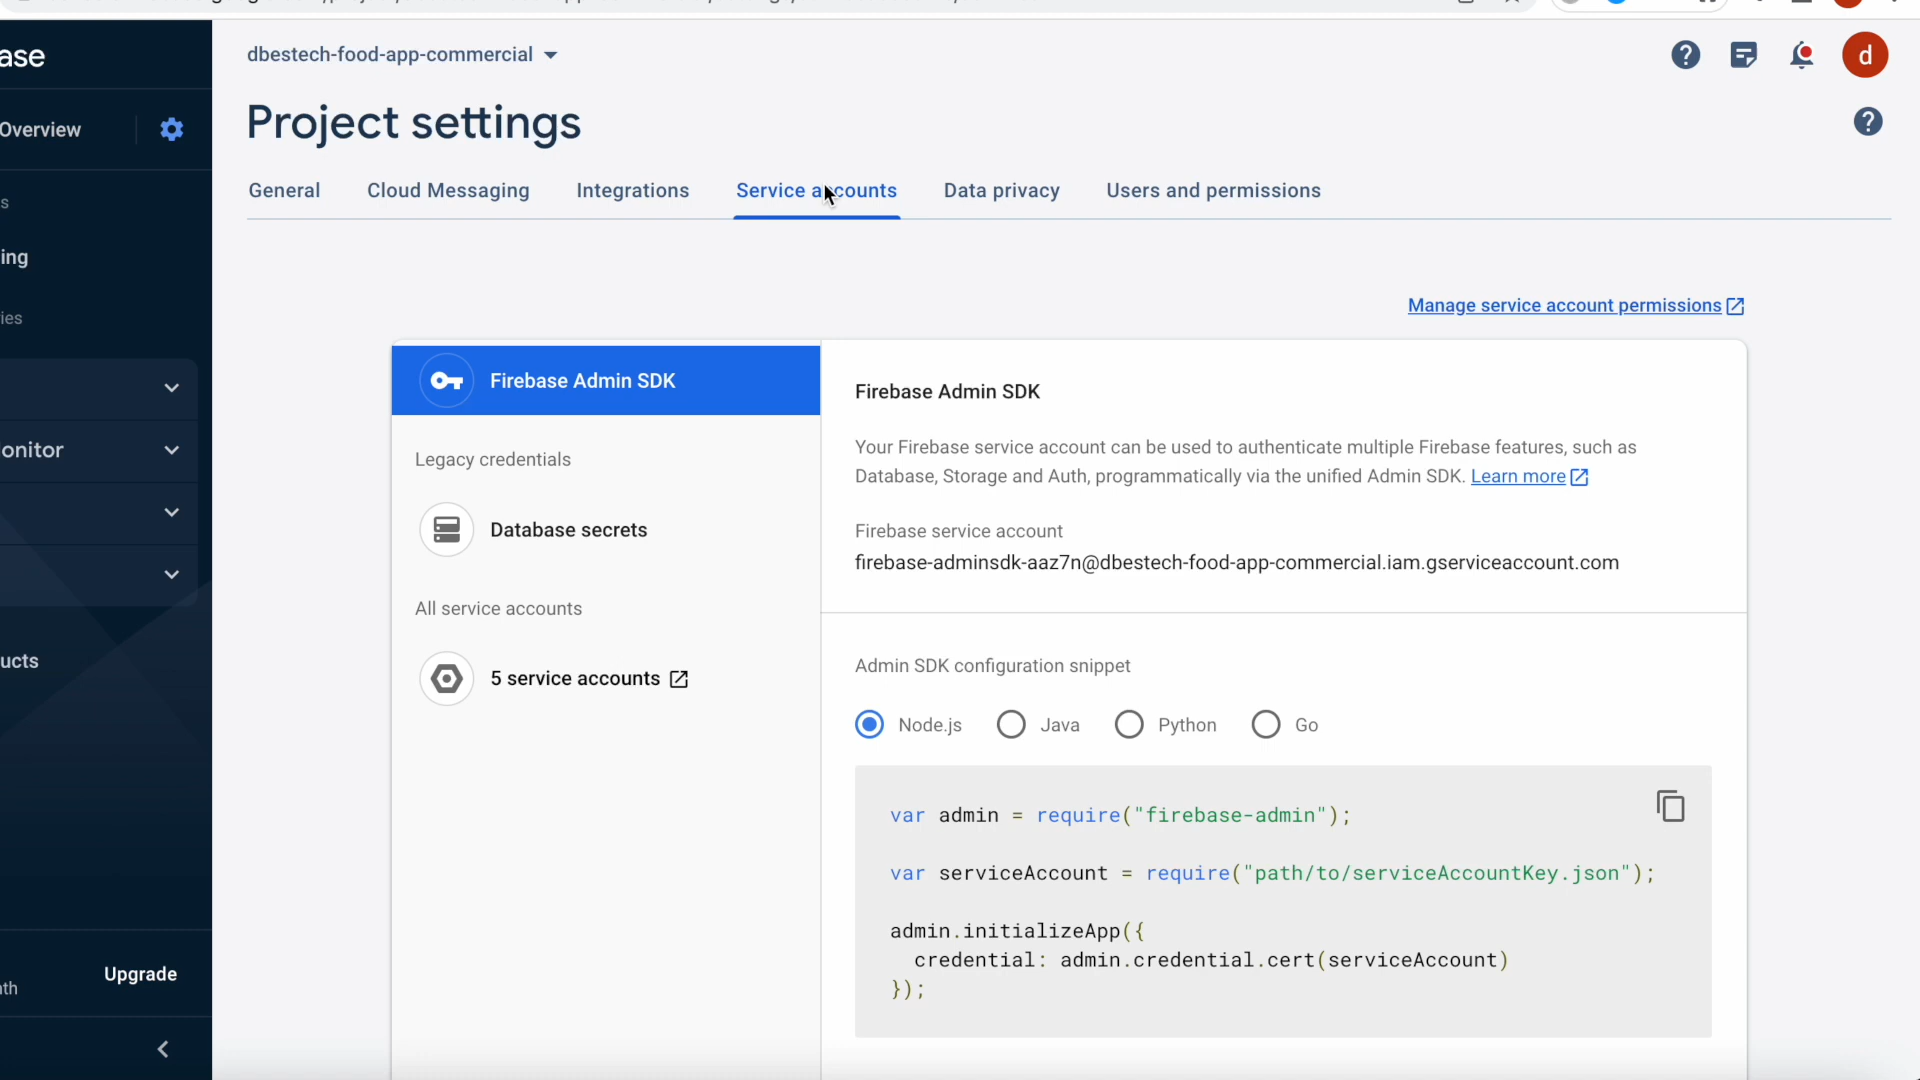 ase
dbestech-food-app-commercial
d
Overview
Project settings
General Cloud Messaging Integrations Service accounts Data privacy Users and permissions
s
ing
ies
Manage service account permissions
Firebase Admin SDK
Firebase Admin SDK
Your Firebase service account can be used to authenticate multiple Firebase features, such as
Database, Storage and Auth, programmatically via the unified Admin SDK. Learn more
Legacy credentials
Database secrets
Firebase service account
firebase-adminsdk-aaz7n@dbestech-food-app-commercial.iam.gserviceaccount.com
All service accounts
5 service accounts
onitor
ucts
Admin SDK configuration snippet
Node.js Java Python Go
var admin = require("firebase-admin");
var serviceAccount = require("path/to/serviceAccountKey.json");
admin.initializeApp({
credential: admin.credential.cert(serviceAccount)
});
Upgrade
nth